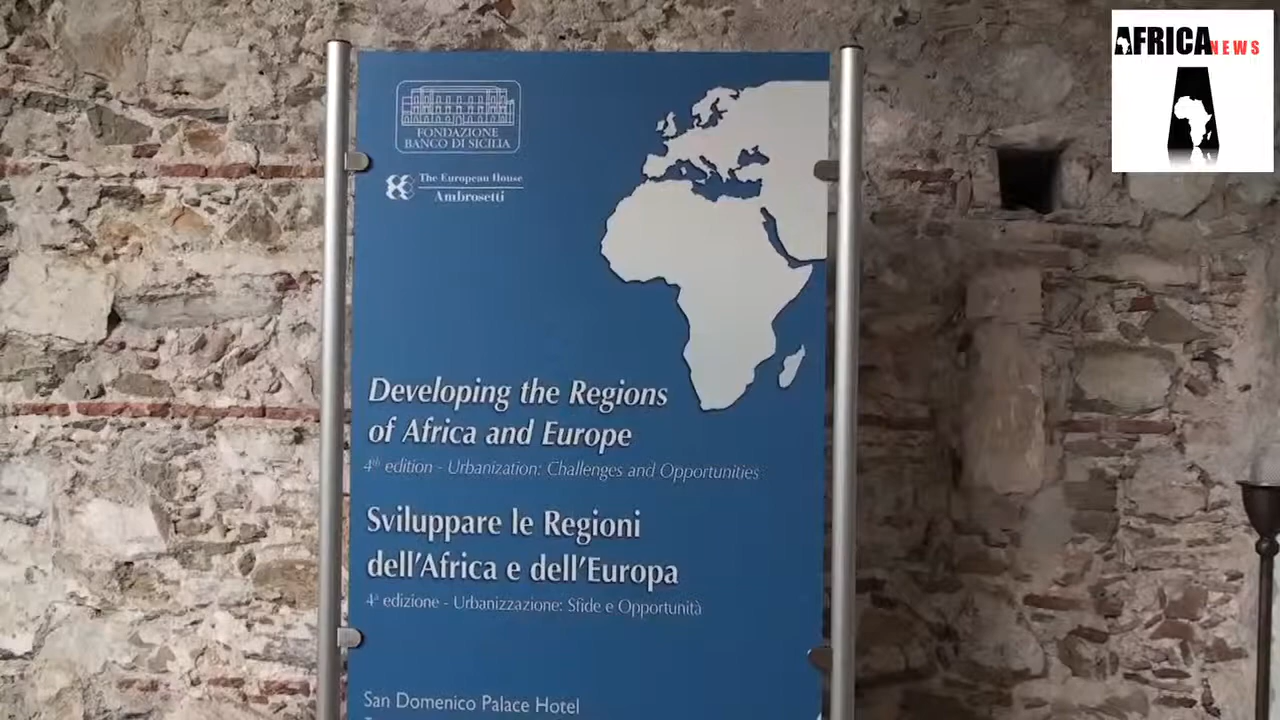 AFRICA NEWS
FONDAZIONE
BANCO DI SICILIA
The European House
Ambrosetti
Developing the Regions
of Africa and Europe
4th edition - Urbanization: Challenges and Opportunities
Sviluppare le Regioni
dell'Africa e dell'Europa
4ª edizione - Urbanizzazione: Sfide e Opportunità
San Domenico Palace Hotel